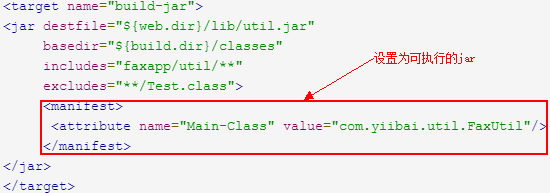 <target name="build-jar">
<jar destfile="${web.dir}/lib/util.jar"
basedir="${build.dir}/classes"
includes="faxapp/util/**"
设置为可执行的jar
excludes="**/Test.class">
<manifest>
<attribute name="Main-Class" value="com.yiibai.util.FaxUtil"/>
</manifest>
</jar>
</target>